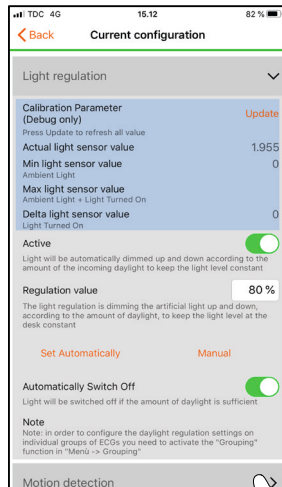 TDC 4G 15.12 82 %
Back Current configuration
Light regulation
Calibration Parameter
(Debug only) Update
Press Update to refresh all value
Actual light sensor value 1.955
Min light sensor value 0
Ambient Light
Max light sensor value
Ambient Light + Light Turned On
Delta light sensor value 0
Light Turned On
Active
Light will be automatically dimmed up and down according to the
amount of the incoming daylight to keep the light level constant
Regulation value 80 %
The light regulation is dimming the artificial light up and down,
according to the amount of daylight, to keep the light level at the
desk constant
Set Automatically Manual
Automatically Switch Off
Light will be switched off if the amount of daylight is sufficient
Note
Note: in order to configure the daylight regulation settings on
individual groups of ECGs you need to activate the "Grouping"
function in "Menù -> Grouping"
Motion detection